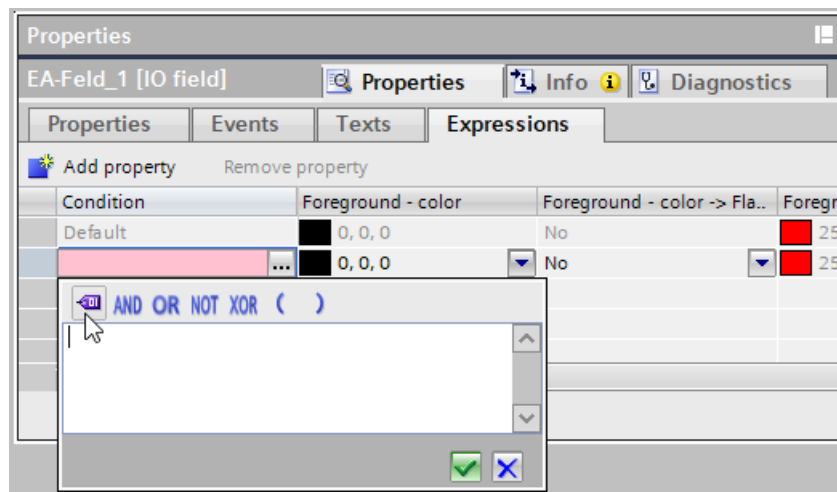 Properties
EA-Feld_1 [IO field] Properties Info Diagnostics
Properties Events Texts Expressions
Add property Remove property
Condition Foreground - color Foreground - color -> Fla.. Foregr
Default 0, 0, 0 No 25
... 0, 0, 0 No 25
AND OR NOT XOR ( )